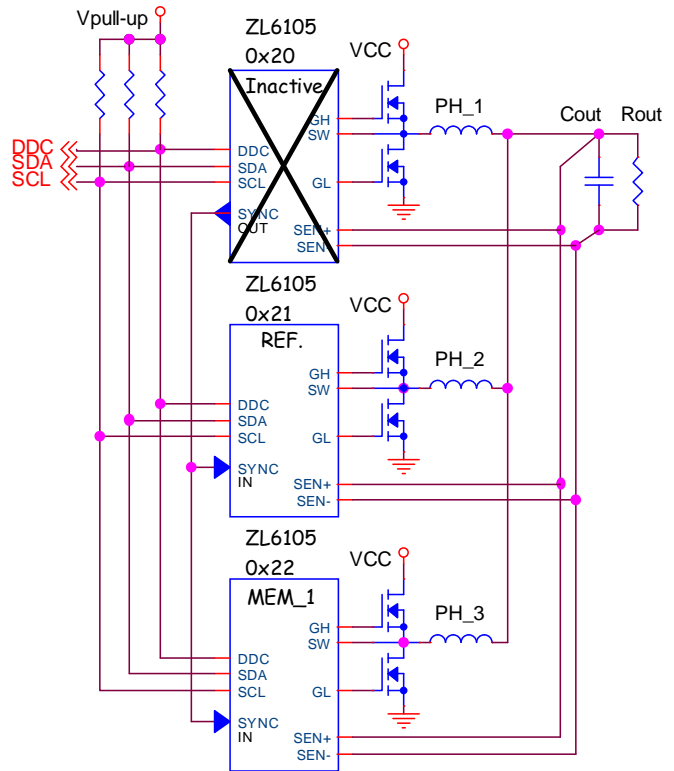 Vpull-up
DDC
SDA
SCL
ZL6105
0x20
Inactive
DDC
SDA
SCL
SYNC
OUT
GH
SW
GL
SEN+
SEN-
VCC
PH_1
Cout
Rout
ZL6105
0x21
REF.
DDC
SDA
SCL
SYNC
IN
GH
SW
GL
SEN+
SEN-
VCC
PH_2
ZL6105
0x22
MEM_1
DDC
SDA
SCL
SYNC
IN
GH
SW
GL
SEN+
SEN-
VCC
PH_3